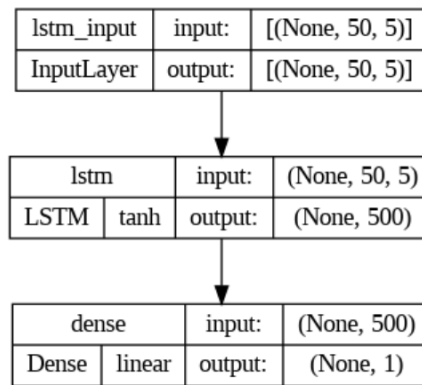 lstm_input input: [(None, 50, 5)]
InputLayer output: [(None, 50, 5)]
lstm input: (None, 50, 5)
LSTM tanh output: (None, 500)
dense input: (None, 500)
Dense linear output: (None, 1)